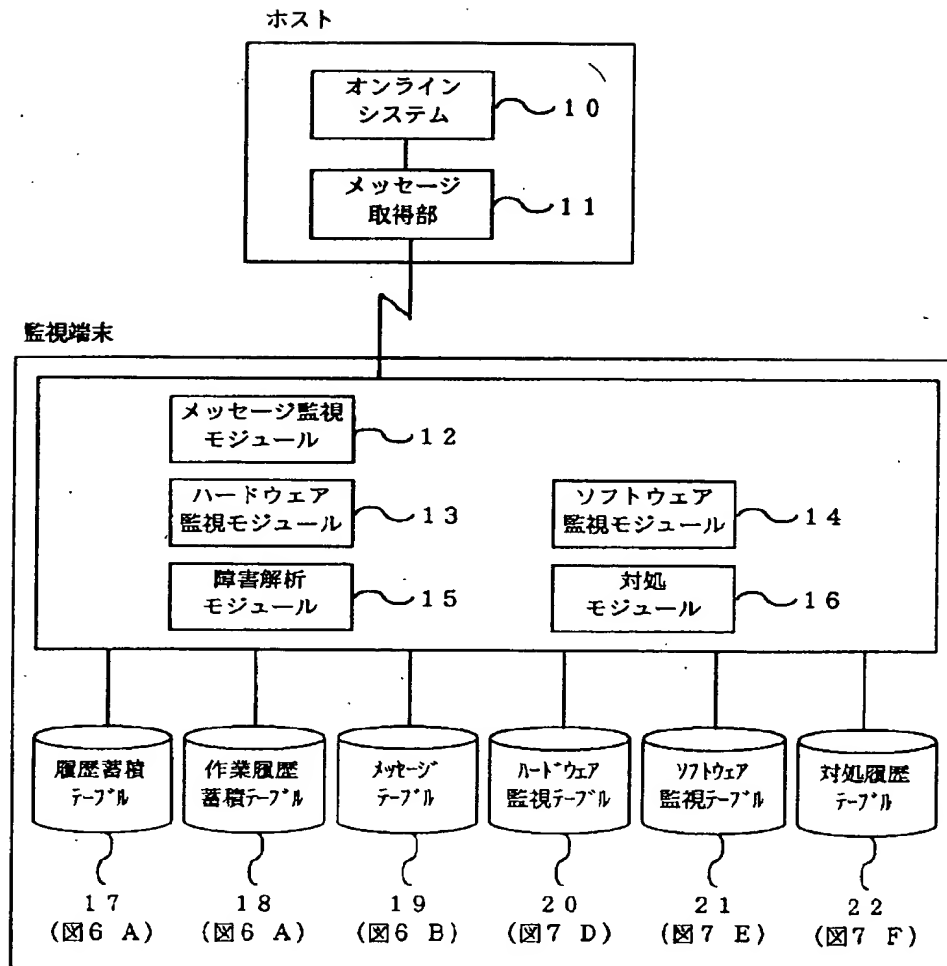 ホスト
オンライン
システム
10
メッセージ
取得部
11
監視端末
メッセージ監視
モジュール
12
ハードウェア
監視モジュール
13
ソフトウェア
監視モジュール
14
障害解析
モジュール
15
対処
モジュール
16
履歴蓄積
テーブル
作業履歴
蓄積テーブル
メッセージ
テーブル
ハードウェア
監視テーブル
ソフトウェア
監視テーブル
対処履歴
テーブル
17
(図6 A)
18
(図6 A)
19
(図6 B)
20
(図7 D)
21
(図7 E)
22
(図7 F)